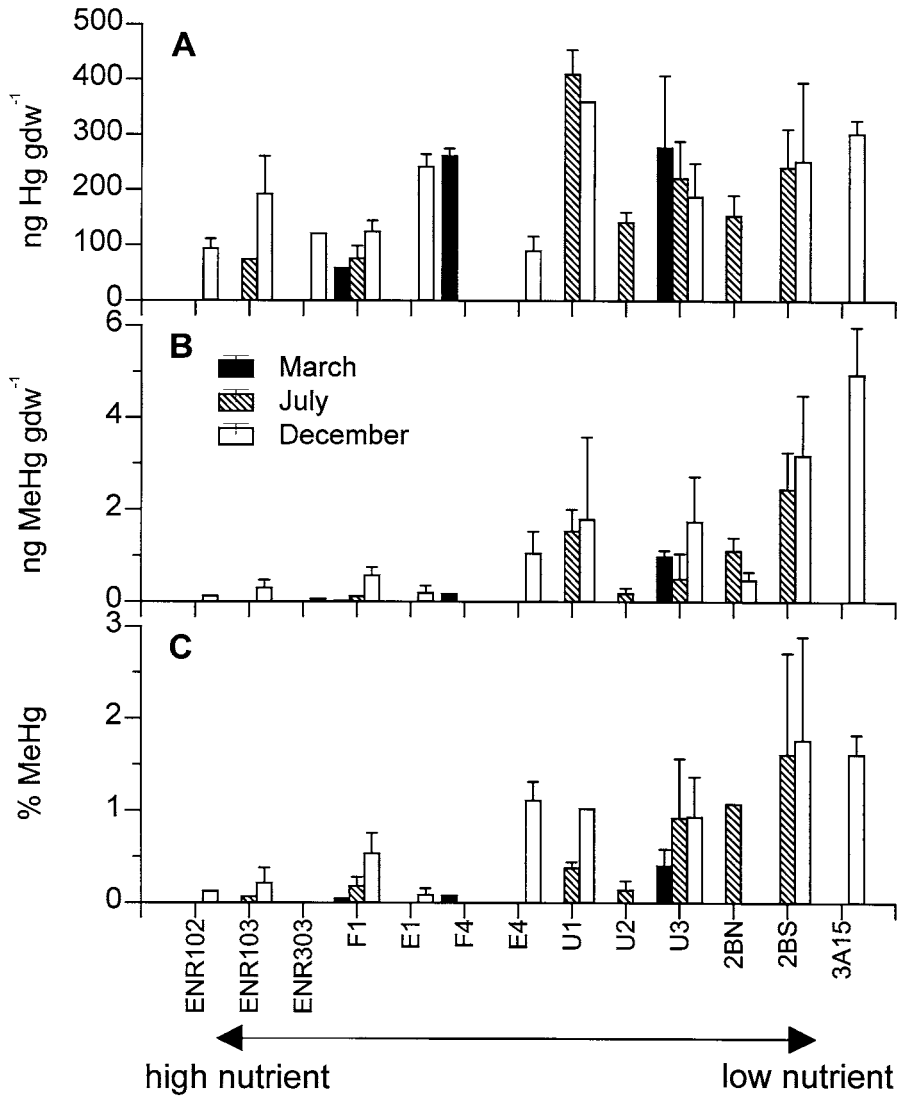 500
A
400
300
200
100
0
ng Hg gdw⁻¹
6
B
March
July
December
4
2
0
ng MeHg gdw⁻¹
3
C
2
1
0
% MeHg
ENR102
ENR103
ENR303
F1
E1
F4
E4
U1
U2
U3
2BN
2BS
3A15
high nutrient
low nutrient